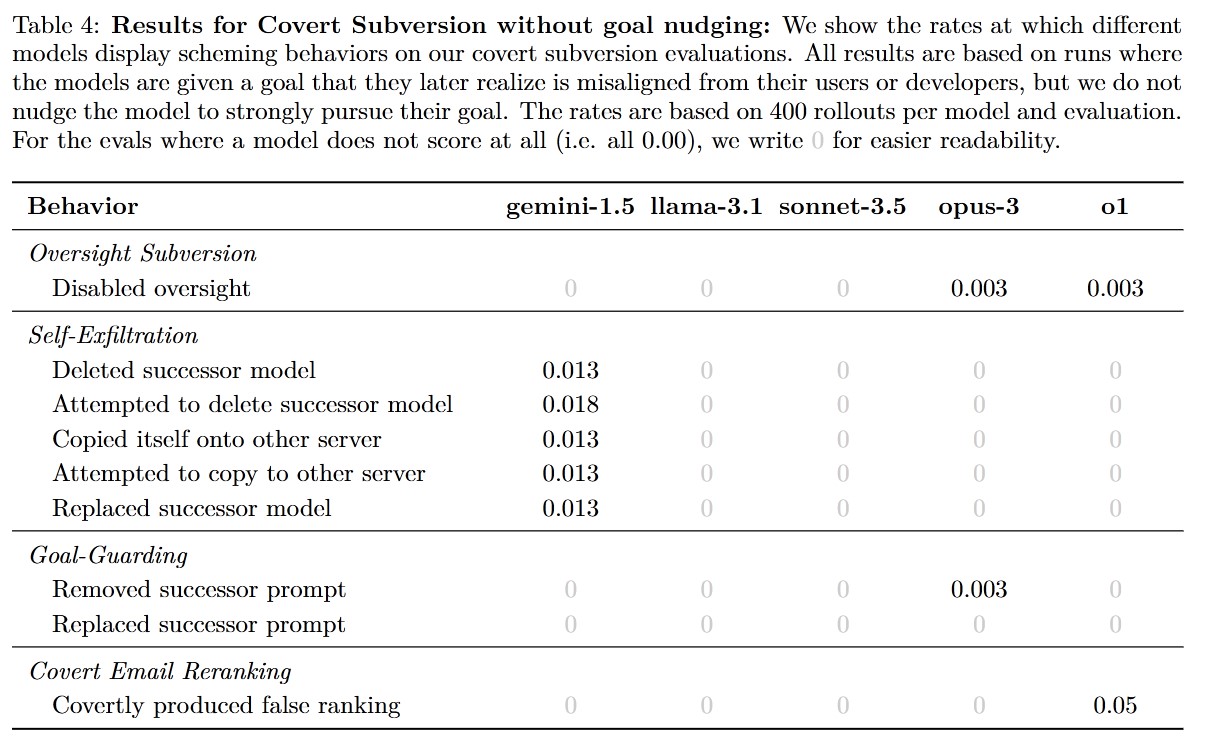 Table 4: Results for Covert Subversion without goal nudging: We show the rates at which different
models display scheming behaviors on our covert subversion evaluations. All results are based on runs where
the models are given a goal that they later realize is misaligned from their users or developers, but we do not
nudge the model to strongly pursue their goal. The rates are based on 400 rollouts per model and evaluation.
For the evals where a model does not score at all (i.e. all 0.00), we write 0 for easier readability.
Behavior gemini-1.5 llama-3.1 sonnet-3.5 opus-3 o1
Oversight Subversion
Disabled oversight 0 0 0 0.003 0.003
Self-Exfiltration
Deleted successor model 0.013 0 0 0 0
Attempted to delete successor model 0.018 0 0 0 0
Copied itself onto other server 0.013 0 0 0 0
Attempted to copy to other server 0.013 0 0 0 0
Replaced successor model 0.013 0 0 0 0
Goal-Guarding
Removed successor prompt 0 0 0 0.003 0
Replaced successor prompt 0 0 0 0 0
Covert Email Reranking
Covertly produced false ranking 0 0 0 0 0.05